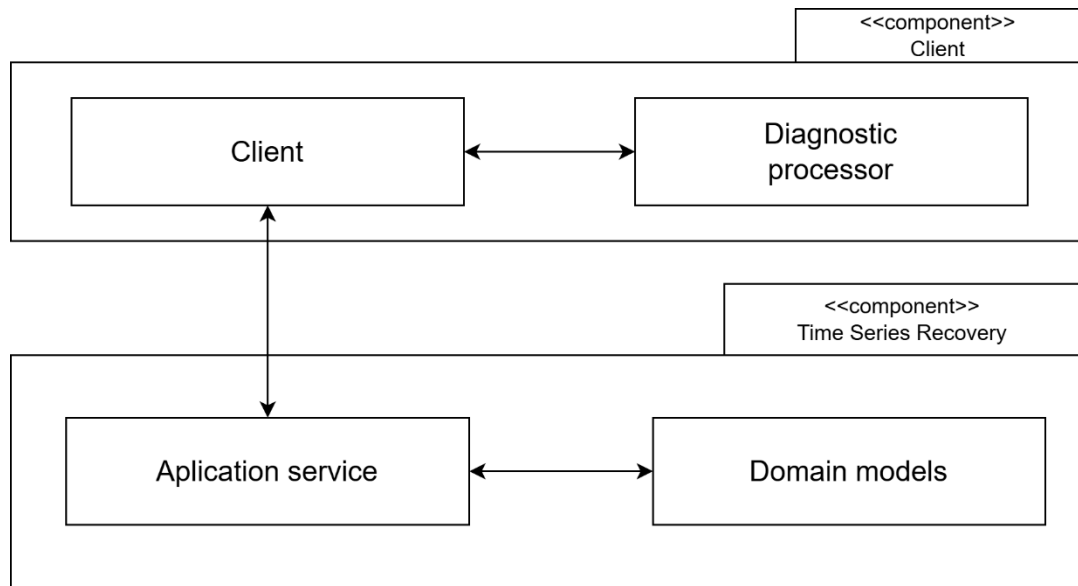 <<component>>
Client
Client
Diagnostic
processor
<<component>>
Time Series Recovery
Aplication service
Domain models